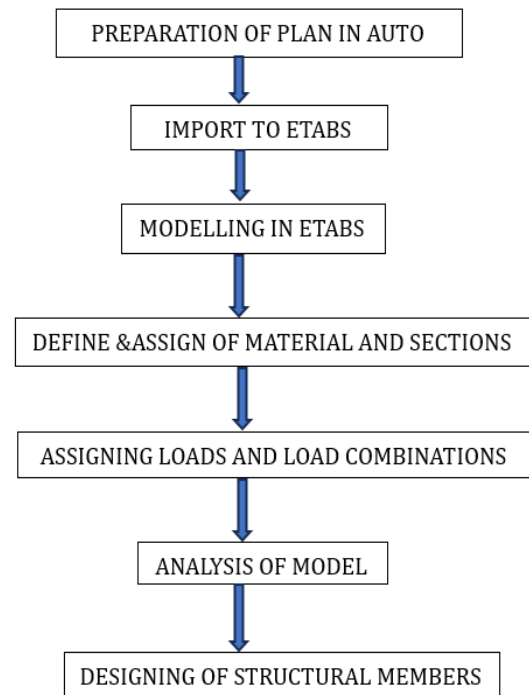 PREPARATION OF PLAN IN AUTO
IMPORT TO ETABS
MODELLING IN ETABS
DEFINE &ASSIGN OF MATERIAL AND SECTIONS
ASSIGNING LOADS AND LOAD COMBINATIONS
ANALYSIS OF MODEL
DESIGNING OF STRUCTURAL MEMBERS